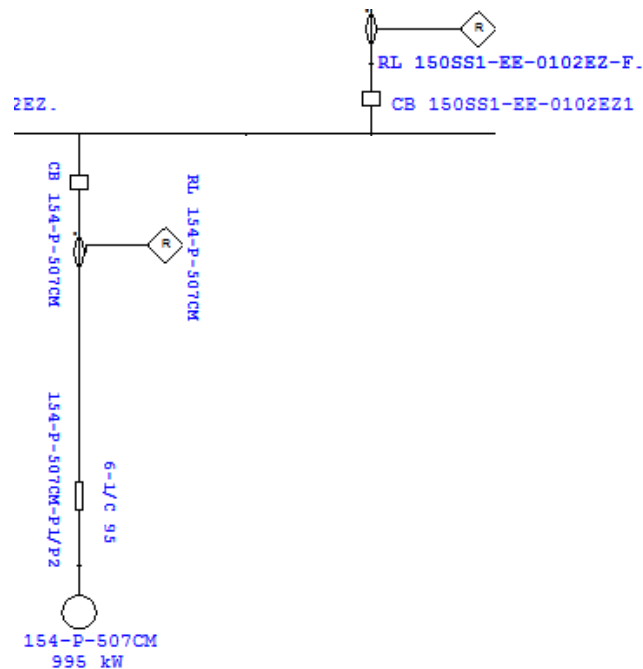 R
RL 150SS1-EE-0102EZ-F.
2EZ.
CB 150SS1-EE-0102EZ1
CB 154-P-507CM
R
RL 154-P-507CM
154-P-507CM-P1/P2
6-1/C 95
154-P-507CM
995 kW